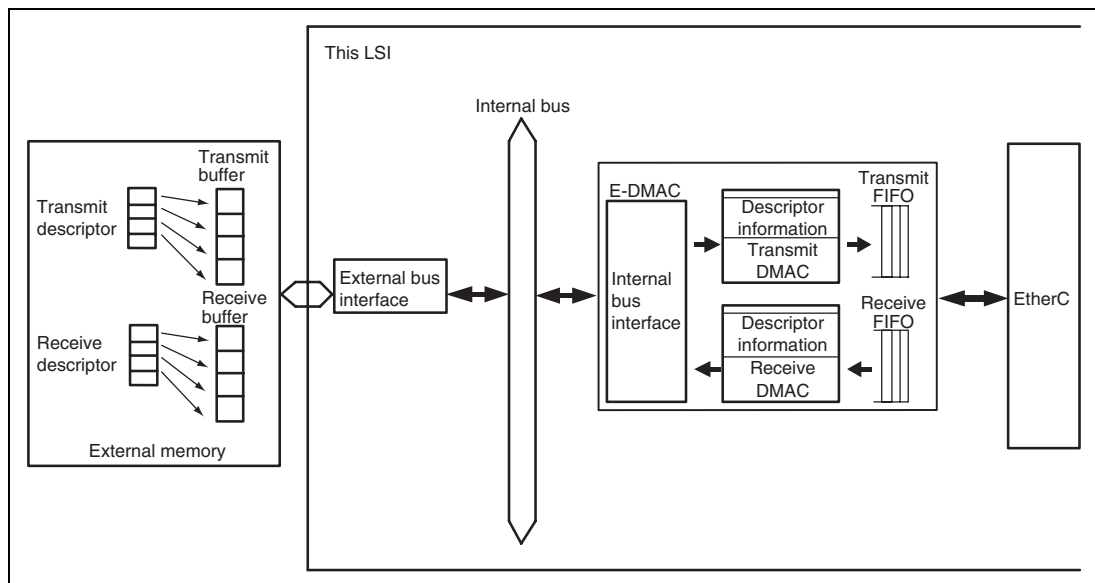 This LSI
Internal bus
Transmit
buffer
Transmit
descriptor
Receive
buffer
Receive
descriptor
External memory
External bus
interface
E-DMAC
Internal
bus
interface
Descriptor
information
Transmit
DMAC
Transmit
FIFO
Descriptor
information
Receive
DMAC
Receive
FIFO
EtherC